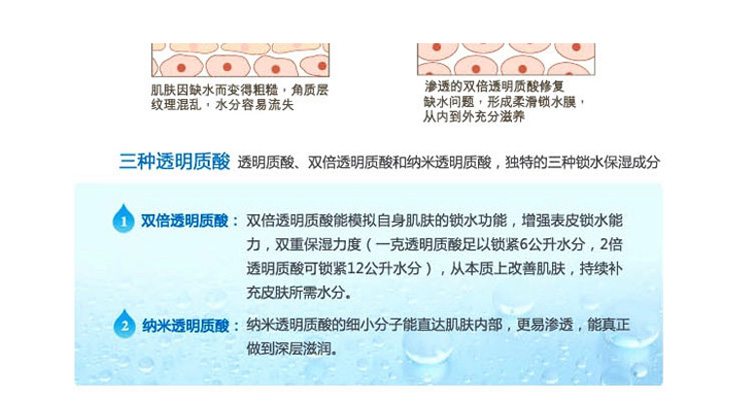 肌肤因缺水而变得粗糙，角质层
纹理混乱，水分容易流失
渗透的双倍透明质酸修复
缺水问题，形成柔滑锁水膜，
从内到外充分滋养
三种透明质酸 透明质酸、双倍透明质酸和纳米透明质酸，独特的三种锁水保湿成分
1 双倍透明质酸：双倍透明质酸能模拟自身肌肤的锁水功能，增强表皮锁水能
力，双重保湿力度（一克透明质酸足以锁紧6公升水分，2倍
透明质酸可锁紧12公升水分），从本质上改善肌肤，持续补
充皮肤所需水分。
2 纳米透明质酸：纳米透明质酸的细小分子能直达肌肤内部，更易渗透，能真正
做到深层滋润。